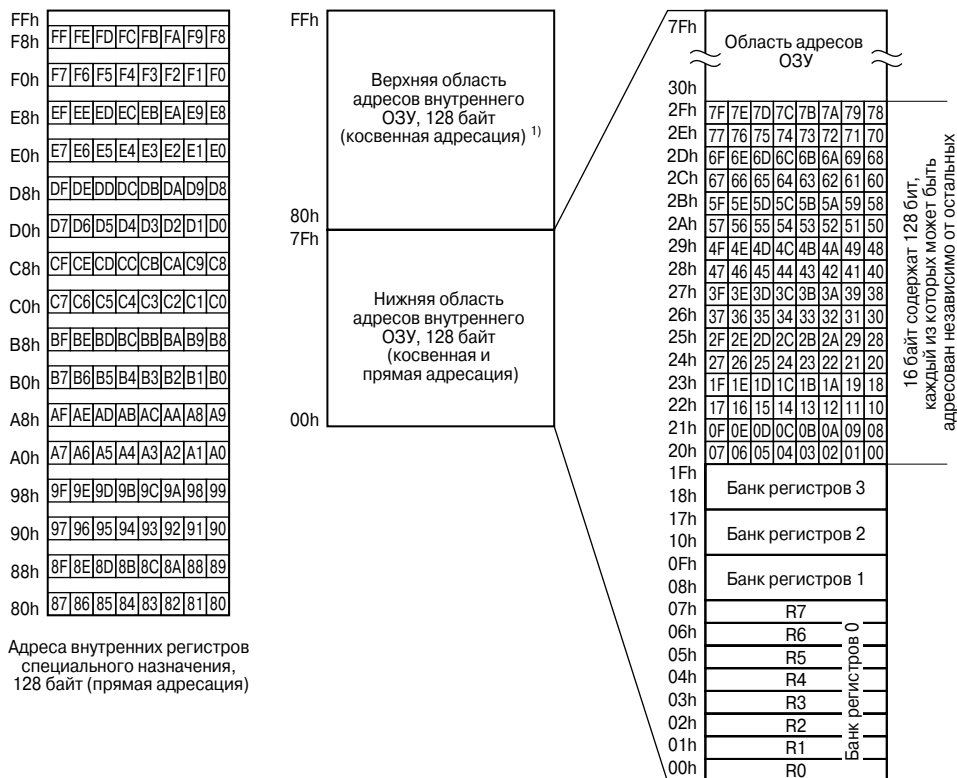 FFh
F8h FF FE FD FC FB FA F9 F8
F0h F7 F6 F5 F4 F3 F2 F1 F0
E8h EF EE ED EC EB EA E9 E8
E0h E7 E6 E5 E4 E3 E2 E1 E0
D8h DF DE DD DC DB DA D9 D8
D0h D7 D6 D5 D4 D3 D2 D1 D0
C8h CF CE CD CC CB CA C9 C8
C0h C7 C6 C5 C4 C3 C2 C1 C0
B8h BF BE BD BC BB BA B9 B8
B0h B7 B6 B5 B4 B3 B2 B1 B0
A8h AF AE AD AB AC AA A8 A9
A0h A7 A6 A5 A4 A3 A2 A1 A0
98h 9F 9E 9D 9B 9C 9A 98 99
90h 97 96 95 94 93 92 91 90
88h 8F 8E 8D 8B 8C 8A 88 89
80h 87 86 85 84 83 82 81 80
Адреса внутренних регистров
специального назначения,
128 байт (прямая адресация)
FFh
Верхняя область
адресов внутреннего
ОЗУ, 128 байт
(косвенная адресация) 1)
80h
7Fh
Нижняя область
адресов внутреннего
ОЗУ, 128 байт
(косвенная и
прямая адресация)
00h
7Fh
Область адресов
ОЗУ
30h
2Fh 7F 7E 7D 7C 7B 7A 79 78
2Eh 77 76 75 74 73 72 71 70
2Dh 6F 6E 6D 6C 6B 6A 69 68
2Ch 67 66 65 64 63 62 61 60
2Bh 5F 5E 5D 5C 5B 5A 59 58
2Ah 57 56 55 54 53 52 51 50
29h 4F 4E 4D 4C 4B 4A 49 48
28h 47 46 45 44 43 42 41 40
27h 3F 3E 3D 3C 3B 3A 39 38
26h 37 36 35 34 33 32 31 30
25h 2F 2E 2D 2C 2B 2A 29 28
24h 27 26 25 24 23 22 21 20
23h 1F 1E 1D 1C 1B 1A 19 18
22h 17 16 15 14 13 12 11 10
21h 0F 0E 0D 0C 0B 0A 09 08
20h 07 06 05 04 03 02 01 00
16 байт содержат 128 бит,
каждый из которых может быть
адресован независимо от остальных
1Fh
Банк регистров 3
18h
17h
Банк регистров 2
10h
0Fh
Банк регистров 1
08h
07h R7
06h R6
05h R5
04h R4
03h R3
02h R2
01h R1
00h R0
Банк регистров 0